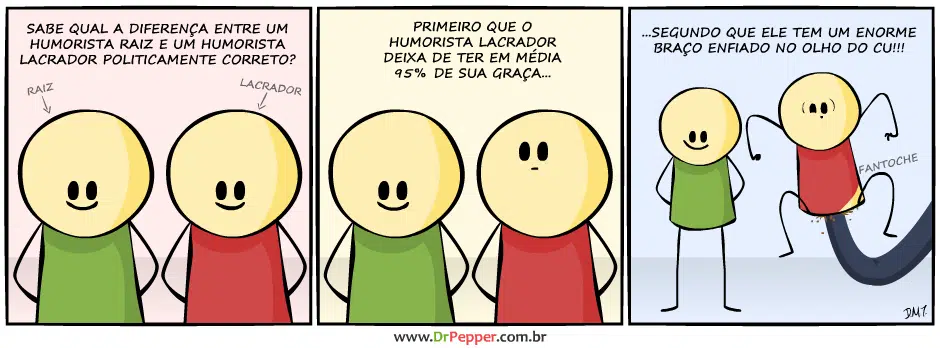 SABE QUAL A DIFERENÇA ENTRE UM
HUMORISTA RAIZ E UM HUMORISTA
LACRADOR POLITICAMENTE CORRETO?
RAIZ
LACRADOR
PRIMEIRO QUE O
HUMORISTA LACRADOR
DEIXA DE TER EM MÉDIA
95% DE SUA GRAÇA...
...SEGUNDO QUE ELE TEM UM ENORME
BRAÇO ENFIADO NO OLHO DO CU!!!
FANTOCHE
D.M.7.
www.DrPepper.com.br